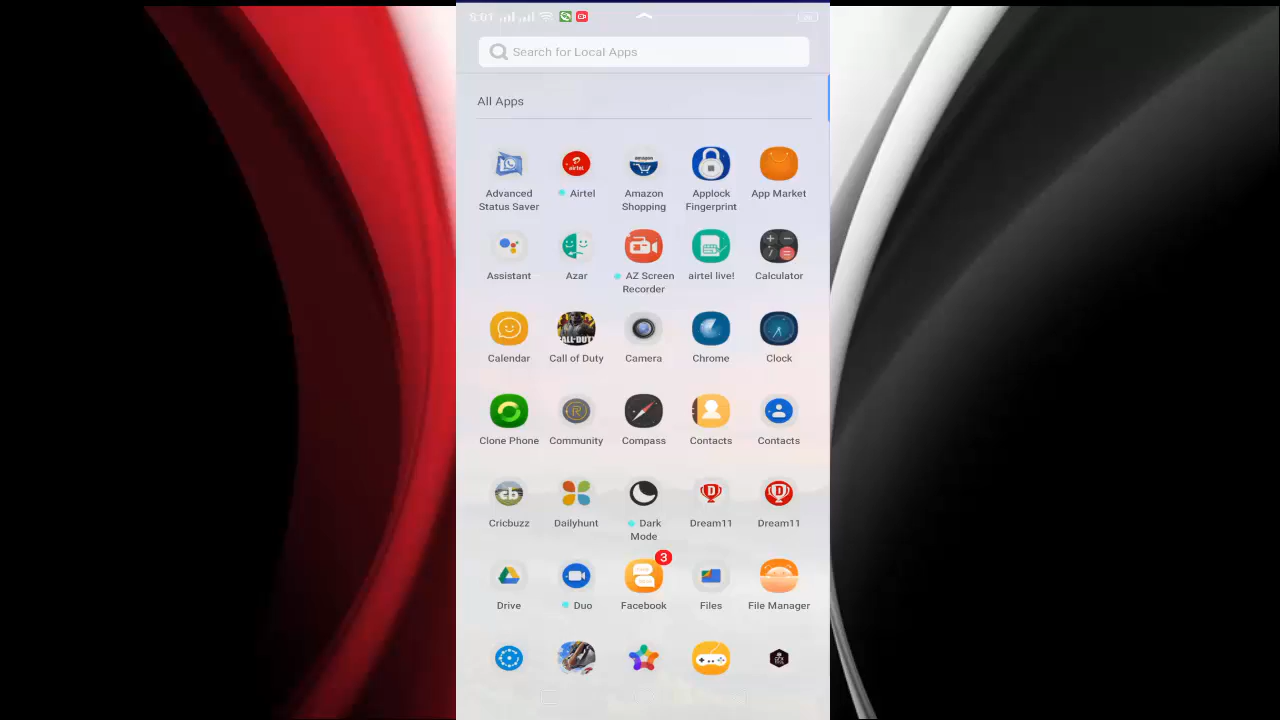 6:01
Search for Local Apps
All Apps
Advanced Status Saver
Airtel
Amazon Shopping
Applock Fingerprint
App Market
Assistant
Azar
AZ Screen Recorder
airtel live!
Calculator
Calendar
Call of Duty
Camera
Chrome
Clock
Clone Phone
Community
Compass
Contacts
Contacts
Cricbuzz
Dailyhunt
Dark Mode
Dream11
Dream11
Drive
Duo
3
Facebook
Files
File Manager